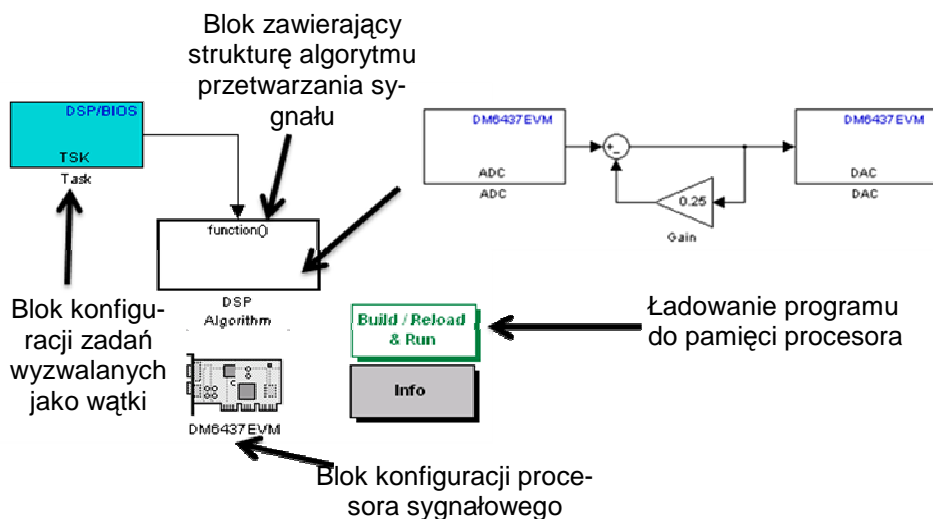 Blok zawierający
strukturę algorytmu
przetwarzania sy-
gnału
DSP/BIOS
TSK
Task
DM6437EVM
ADC
ADC
+
-
0.25
Gain
DM6437EVM
DAC
DAC
function()
DSP
Algorithm
Blok konfigu-
racji zadań
wyzwalanych
jako wątki
Build / Reload
& Run
Info
Ładowanie programu
do pamięci procesora
C
DM6437EVM
Blok konfiguracji proce-
sora sygnałowego